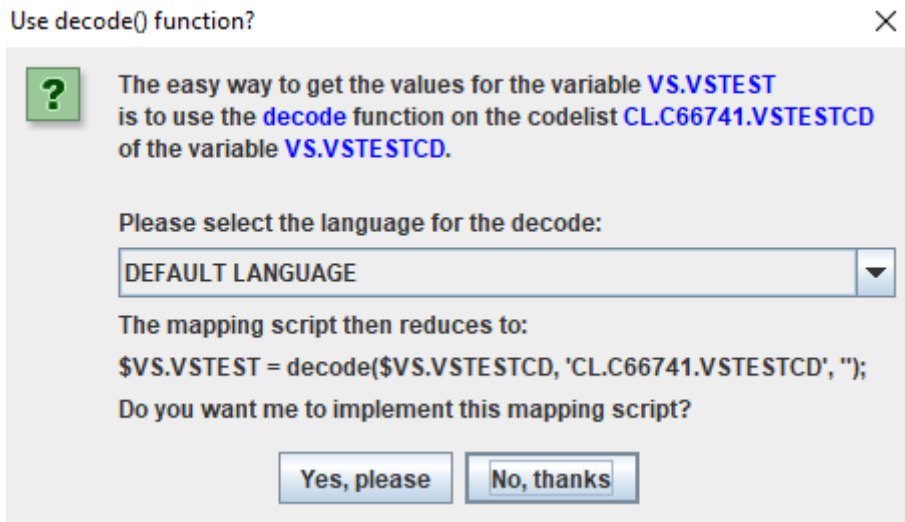 Use decode() function?
?
The easy way to get the values for the variable VS.VSTEST
is to use the decode function on the codelist CL.C66741.VSTESTCD
of the variable VS.VSTESTCD.
Please select the language for the decode:
DEFAULT LANGUAGE
The mapping script then reduces to:
$VS.VSTEST = decode($VS.VSTESTCD, 'CL.C66741.VSTESTCD', '');
Do you want me to implement this mapping script?
Yes, please
No, thanks